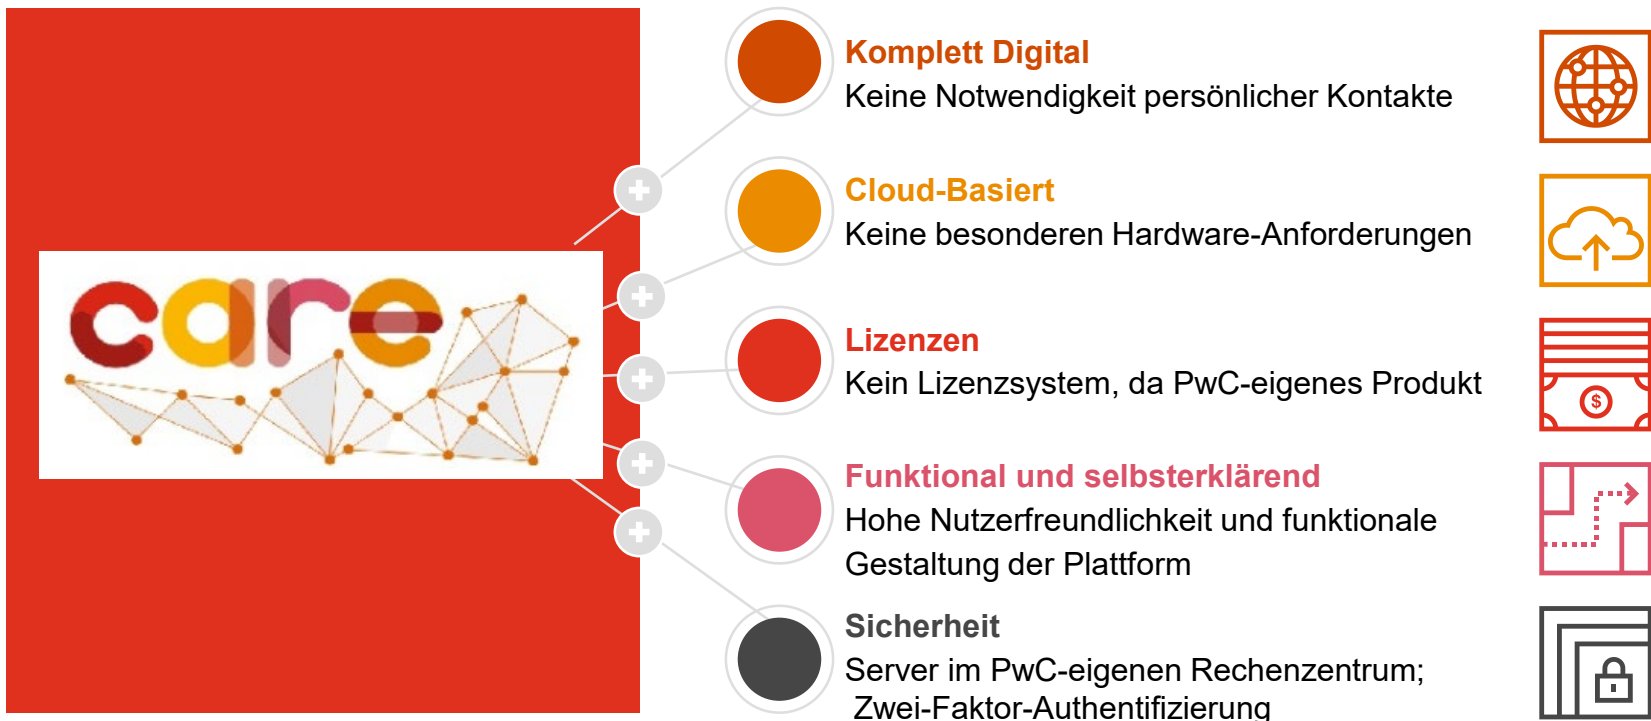 care
Komplett Digital
Keine Notwendigkeit persönlicher Kontakte
Cloud-Basiert
Keine besonderen Hardware-Anforderungen
Lizenzen
Kein Lizenzsystem, da PwC-eigenes Produkt
$
Funktional und selbsterklärend
Hohe Nutzerfreundlichkeit und funktionale
Gestaltung der Plattform
Sicherheit
Server im PwC-eigenen Rechenzentrum;
Zwei-Faktor-Authentifizierung